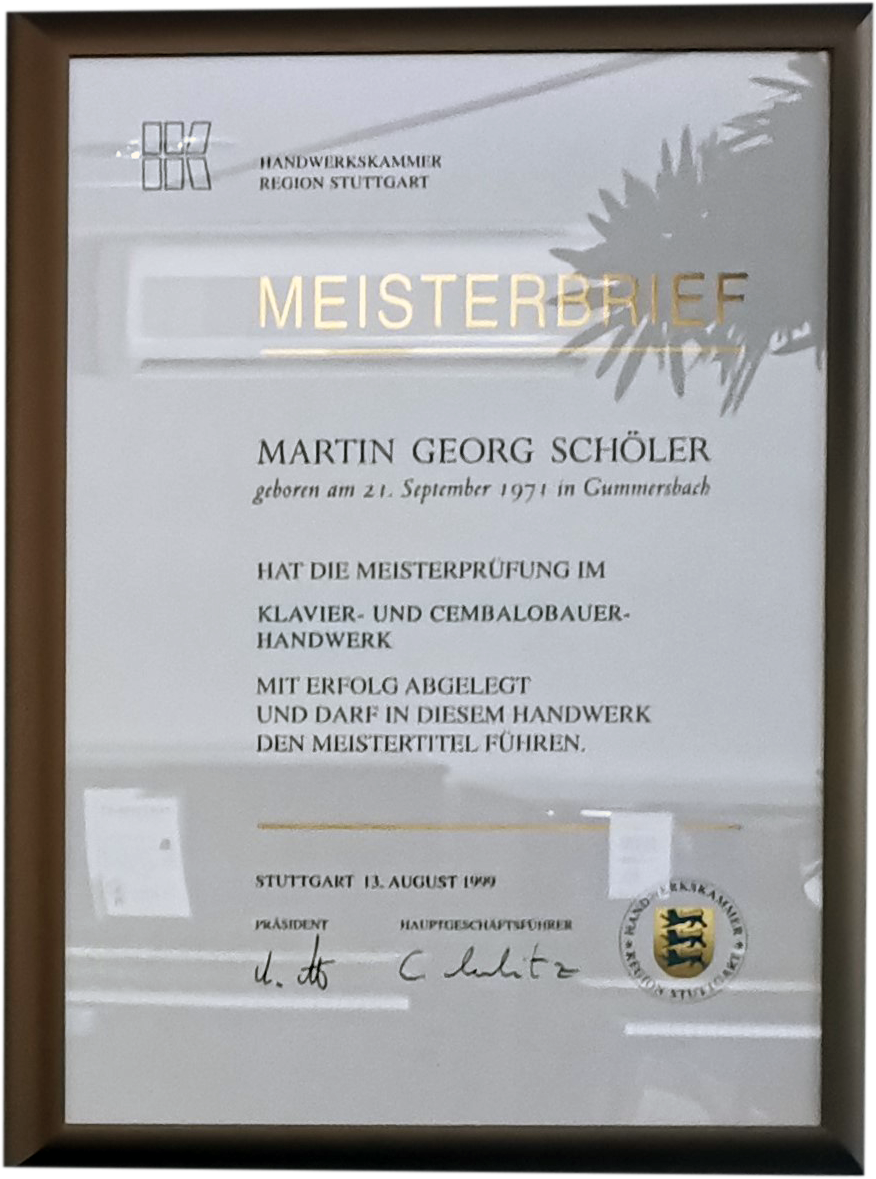 HANDWERKSKAMMER
REGION STUTTGART
MEISTERBRIEF
MARTIN GEORG SCHÖLER
geboren am 21. September 1971 in Gummersbach
HAT DIE MEISTERPRÜFUNG IM
KLAVIER- UND CEMBALOBAUER-
HANDWERK
MIT ERFOLG ABGELEGT
UND DARF IN DIESEM HANDWERK
DEN MEISTERTITEL FÜHREN.
STUTTGART 13. AUGUST 1999
PRÄSIDENT HAUPTGESCHÄFTSFÜHRER
HANDWERKSKAMMER
REGION STUTTGART